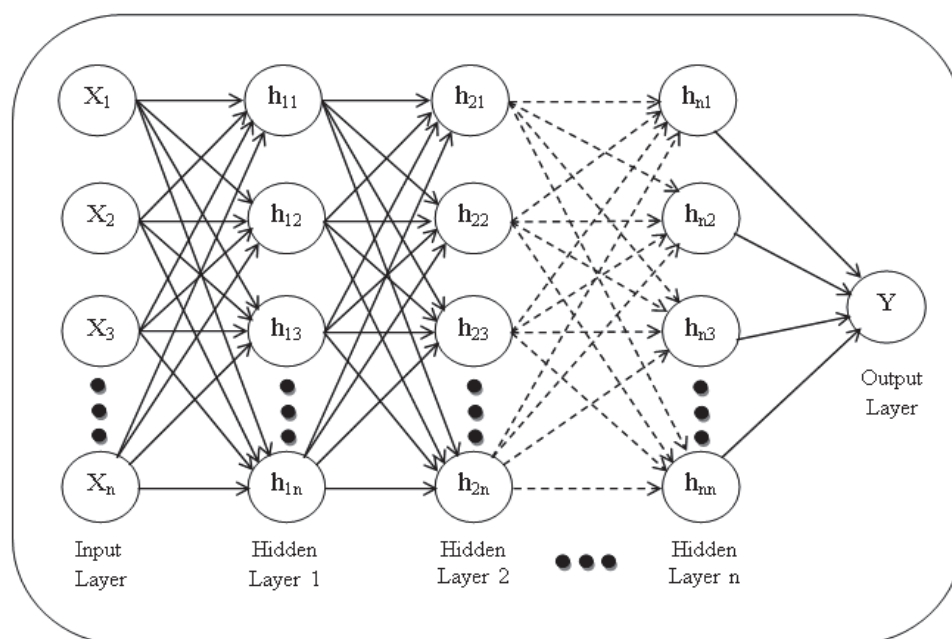 X₁ h₁₁ h₂₁ hₙ₁
X₂ h₁₂ h₂₂ hₙ₂
X₃ h₁₃ h₂₃ hₙ₃
Y
Output
Layer
Xₙ h₁ₙ h₂ₙ hₙₙ
Input Hidden Hidden Hidden
Layer Layer 1 Layer 2 Layer n